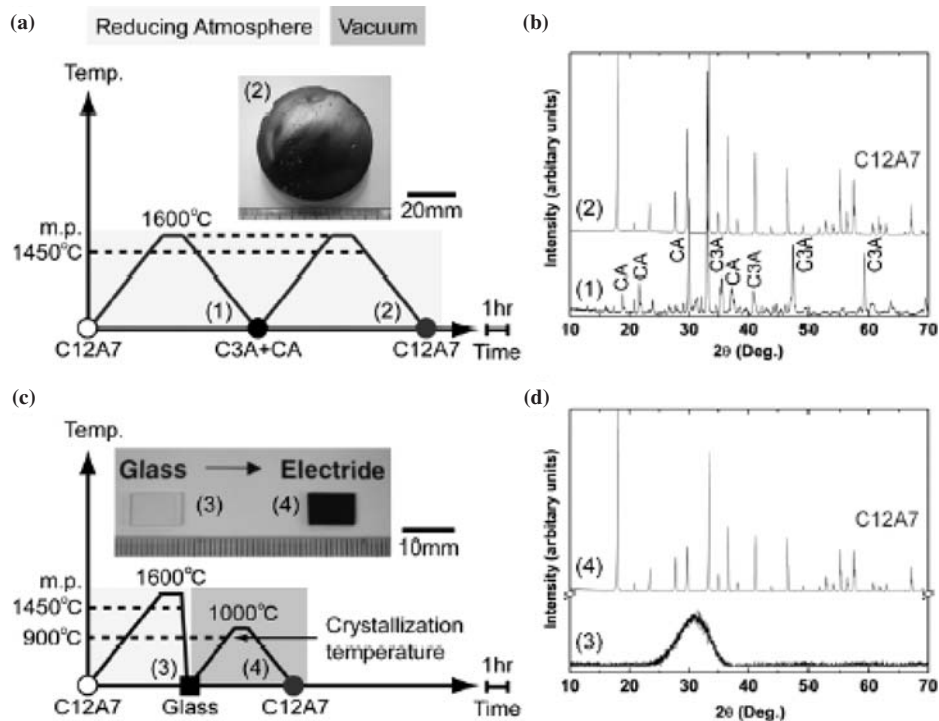 (a)
Reducing Atmosphere Vacuum
Temp.
(2)
20mm
m.p.
1600°C
1450°C
(1)
(2)
1hr
C12A7
C3A+CA
C12A7
Time
(b)
Intensity (arbitary units)
C12A7
(2)
CA
CA
CA
C3A
CA
C3A
C3A
C3A
(1)
10 20 30 40 50 60 70
2θ (Deg.)
(c)
Temp.
Glass → Electride
(3)
(4)
10mm
m.p.
1600°C
1450°C
1000°C
900°C
Crystallization
temperature
(3)
(4)
1hr
C12A7
Glass
C12A7
Time
(d)
Intensity (arbitary units)
C12A7
(4)
(3)
10 20 30 40 50 60 70
2θ (Deg.)